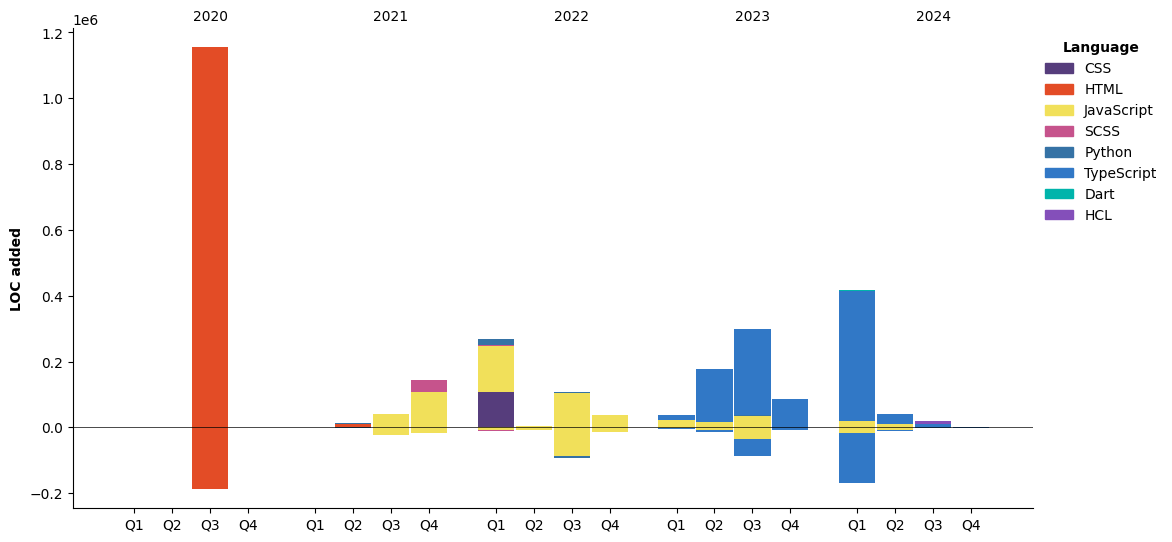 2020 2021 2022 2023 2024
1e6
1.2
1.0
0.8
0.6
0.4
0.2
0.0
−0.2
LOC added
Language
CSS
HTML
JavaScript
SCSS
Python
TypeScript
Dart
HCL
Q1 Q2 Q3 Q4 Q1 Q2 Q3 Q4 Q1 Q2 Q3 Q4 Q1 Q2 Q3 Q4 Q1 Q2 Q3 Q4